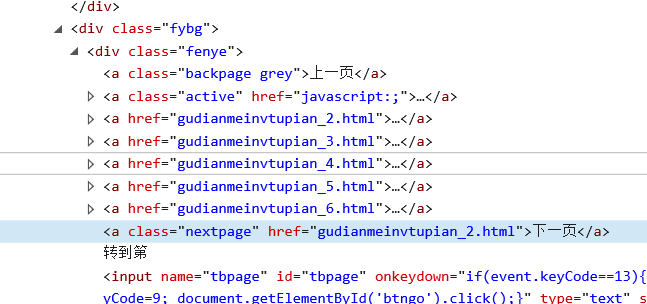 </div>
<div class="fybg">
<div class="fenye">
<a class="backpage grey">上一页</a>
<a class="active" href="javascript:;">…</a>
<a href="gudianmeinvtupian_2.html">…</a>
<a href="gudianmeinvtupian_3.html">…</a>
<a href="gudianmeinvtupian_4.html">…</a>
<a href="gudianmeinvtupian_5.html">…</a>
<a href="gudianmeinvtupian_6.html">…</a>
<a class="nextpage" href="gudianmeinvtupian_2.html">下一页</a>
转到第
<input name="tbpage" id="tbpage" onkeydown="if(event.keyCode==13){
yCode=9; document.getElementById('btngo').click();}" type="text" s